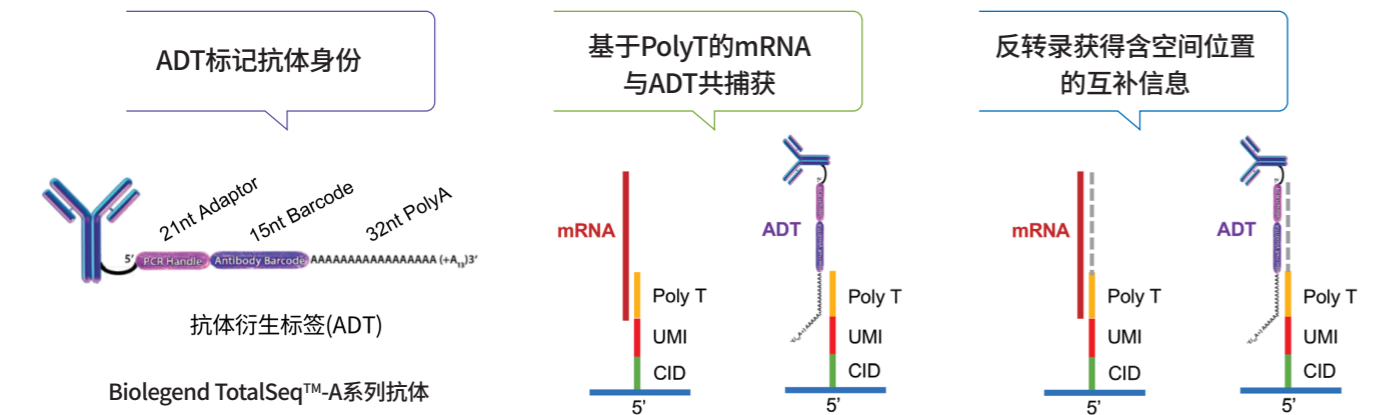 ADT标记抗体身份
21nt Adaptor
15nt Barcode
32nt PolyA
5' PCR Handle Antibody Barcode AAAAAAAAAAAAAAAAA (+A13)3'
抗体衍生标签(ADT)
Biolegend TotalSeq™-A系列抗体
基于PolyT的mRNA
与ADT共捕获
mRNA
Poly T
UMI
CID
5'
ADT
Poly T
UMI
CID
5'
反转录获得含空间位置
的互补信息
mRNA
Poly T
UMI
CID
5'
ADT
Poly T
UMI
CID
5'